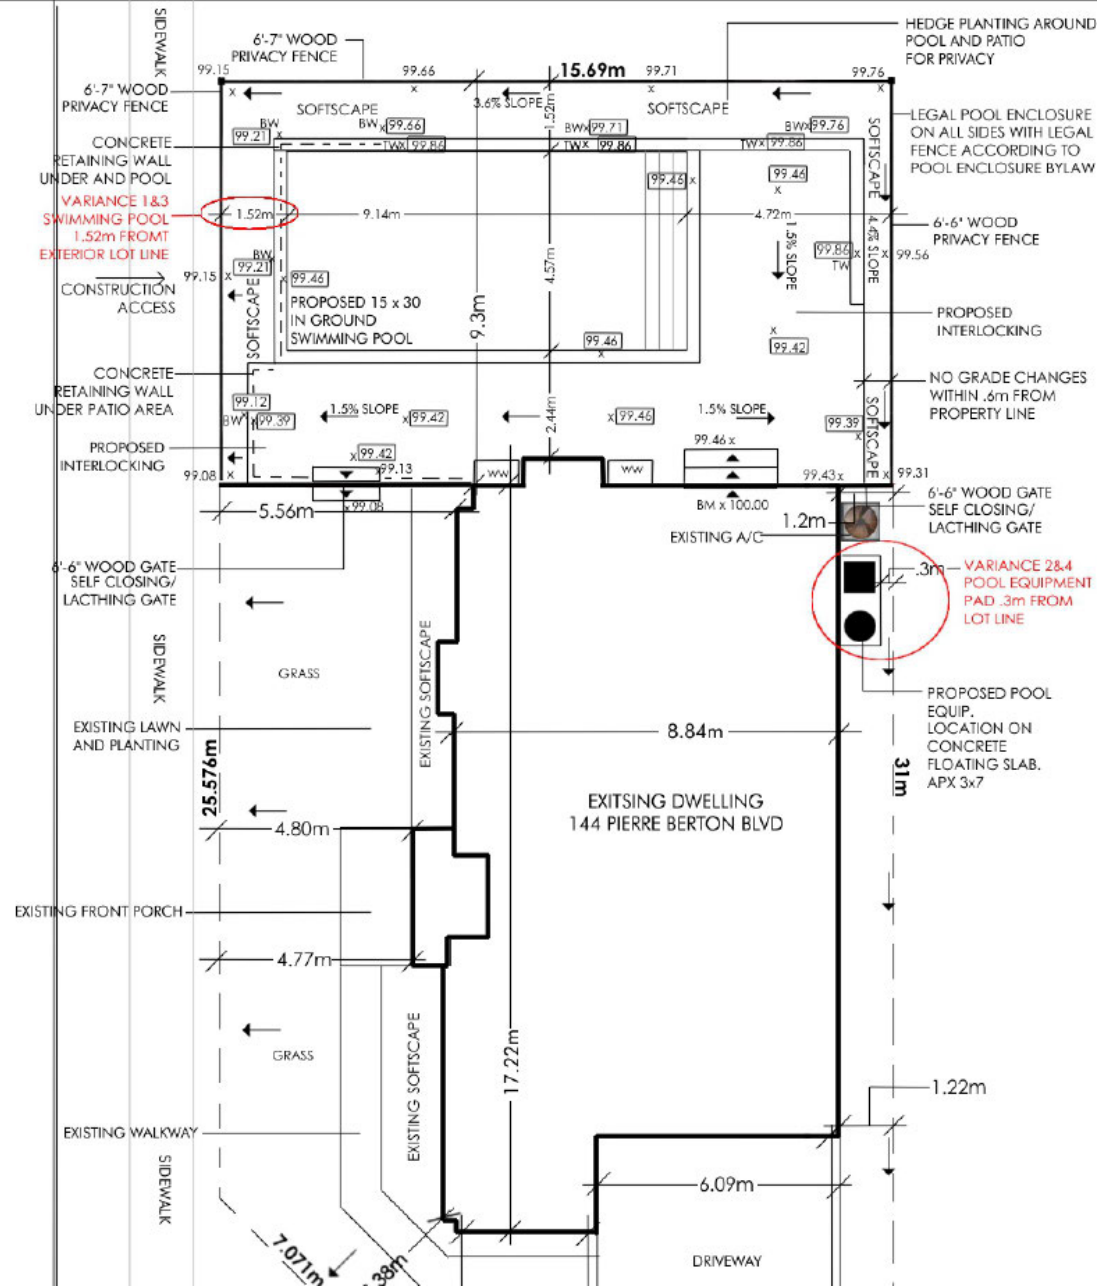 SIDEWALK
6'-7" WOOD
PRIVACY FENCE
HEDGE PLANTING AROUND
POOL AND PATIO
FOR PRIVACY
99.15
99.66
15.69m
99.71
99.76
6'-7" WOOD
PRIVACY FENCE
SOFTSCAPE
3.6% SLOPE
1.52m
SOFTSCAPE
LEGAL POOL ENCLOSURE
ON ALL SIDES WITH LEGAL
FENCE ACCORDING TO
POOL ENCLOSURE BYLAW
BW
99.21
BW 99.66
BW 99.71
BW 99.76
TW 99.86
TW 99.86
TW 99.86
SOFTSCAPE
CONCRETE
RETAINING WALL
UNDER AND POOL
99.46
99.46
VARIANCE 1&3
SWIMMING POOL
1.52m FROMT
EXTERIOR LOT LINE
1.52m
9.14m
4.72m
4.4% SLOPE
6'-6" WOOD
PRIVACY FENCE
1.5% SLOPE
99.86
TW
99.56
BW
99.21
99.15
99.46
4.57m
CONSTRUCTION
ACCESS
SOFTSCAPE
PROPOSED 15 x 30
IN GROUND
SWIMMING POOL
9.3m
99.46
99.42
PROPOSED
INTERLOCKING
CONCRETE
RETAINING WALL
UNDER PATIO AREA
NO GRADE CHANGES
WITHIN .6m FROM
PROPERTY LINE
99.12
BW
99.39
1.5% SLOPE
99.42
2.44m
99.46
1.5% SLOPE
99.39
SOFTSCAPE
PROPOSED
INTERLOCKING
99.42
99.46 x
99.08
99.13
WW
WW
99.43x
99.31
5.56m
x99.08
BM x 100.00
1.2m
6'-6" WOOD GATE
SELF CLOSING/
LACTHING GATE
EXISTING A/C
6'-6" WOOD GATE
SELF CLOSING/
LACTHING GATE
.3m
VARIANCE 2&4
POOL EQUIPMENT
PAD .3m FROM
LOT LINE
SIDEWALK
GRASS
EXISTING SOFTSCAPE
PROPOSED POOL
EQUIP.
LOCATION ON
CONCRETE
FLOATING SLAB.
APX 3x7
EXISTING LAWN
AND PLANTING
8.84m
25.576m
31m
EXITSING DWELLING
144 PIERRE BERTON BLVD
4.80m
EXISTING FRONT PORCH
4.77m
GRASS
EXISTING SOFTSCAPE
17.22m
1.22m
EXISTING WALKWAY
SIDEWALK
6.09m
7.071m
.38m
DRIVEWAY